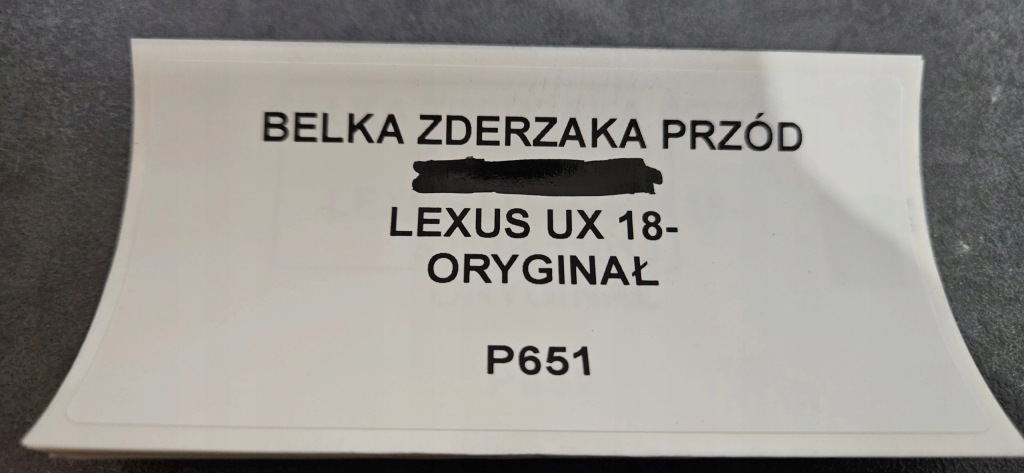 BELKA ZDERZAKA PRZÓD
LEXUS UX 18-
ORYGINAŁ
P651